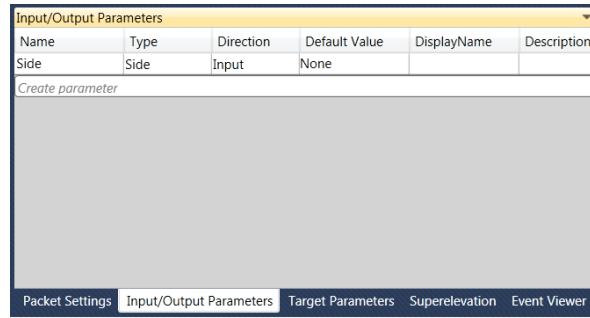 Input/Output Parameters
Name Type Direction Default Value DisplayName Description
Side Side Input None
Create parameter
Packet Settings Input/Output Parameters Target Parameters Superelevation Event Viewer